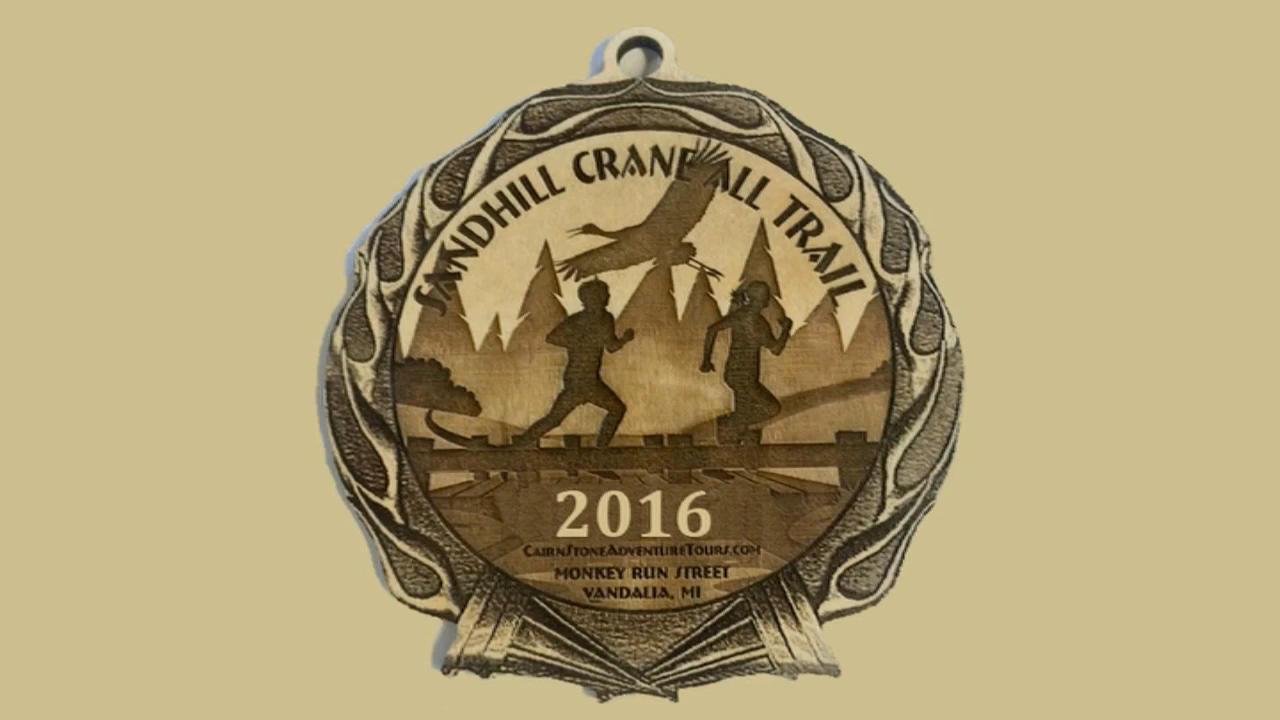 SANDHILL CRANE ALL TRAIL
2016
CAIRNSTONEADVENTURETOURS.COM
MONKEY RUN STREET
VANDALIA, MI